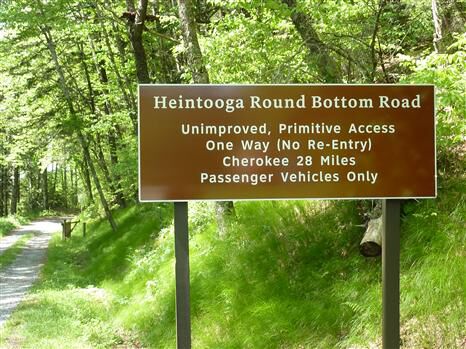 Heintooga Round Bottom Road
Unimproved, Primitive Access
One Way (No Re-Entry)
Cherokee 28 Miles
Passenger Vehicles Only